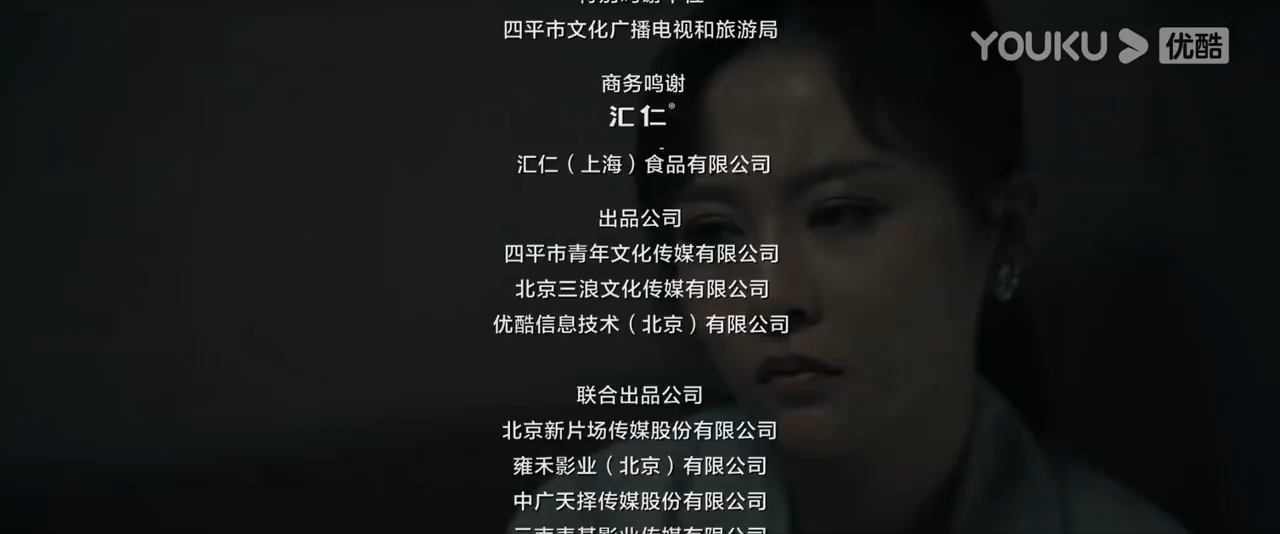 四平市文化广播电视和旅游局
YOUKU 优酷
商务鸣谢
汇仁®
汇仁（上海）食品有限公司
出品公司
四平市青年文化传媒有限公司
北京三浪文化传媒有限公司
优酷信息技术（北京）有限公司
联合出品公司
北京新片场传媒股份有限公司
雍禾影业（北京）有限公司
中广天择传媒股份有限公司